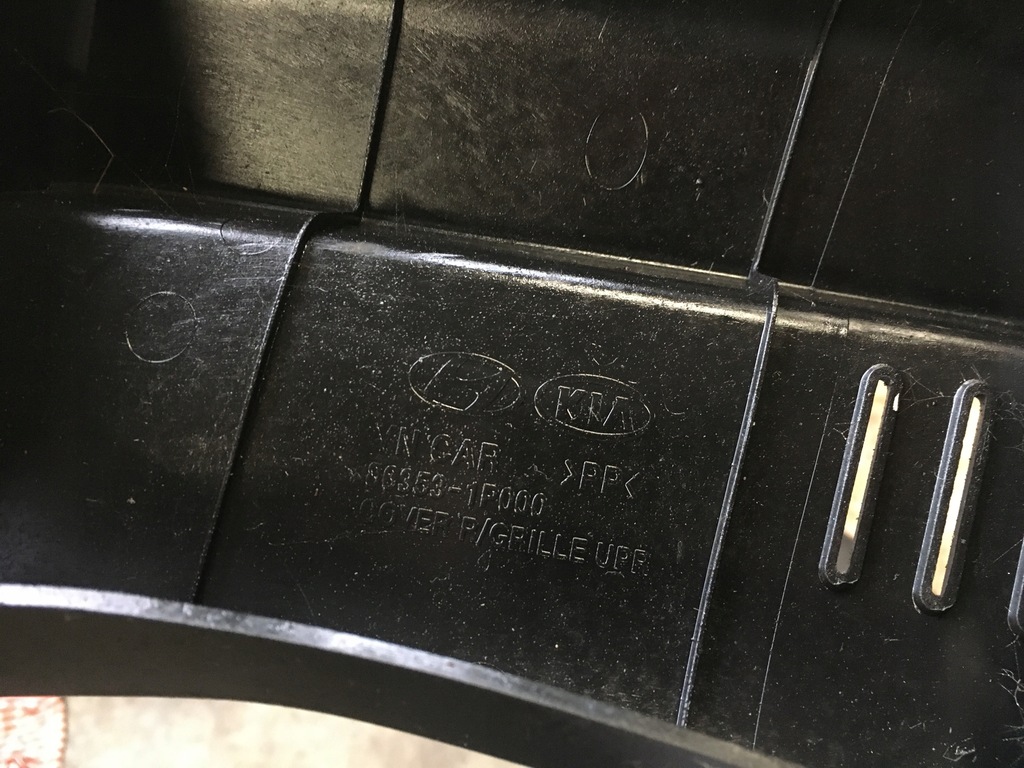 KIA
YN CAR >PP<
86353-1P000
COVER R/GRILLE UPR